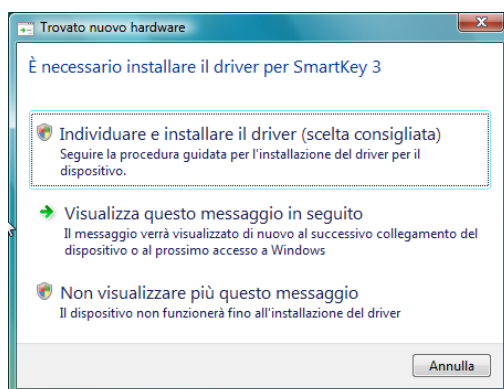 Trovato nuovo hardware
È necessario installare il driver per SmartKey 3
Individuare e installare il driver (scelta consigliata)
Seguire la procedura guidata per l'installazione del driver per il
dispositivo.
Visualizza questo messaggio in seguito
Il messaggio verrà visualizzato di nuovo al successivo collegamento del
dispositivo o al prossimo accesso a Windows
Non visualizzare più questo messaggio
Il dispositivo non funzionerà fino all'installazione del driver
Annulla